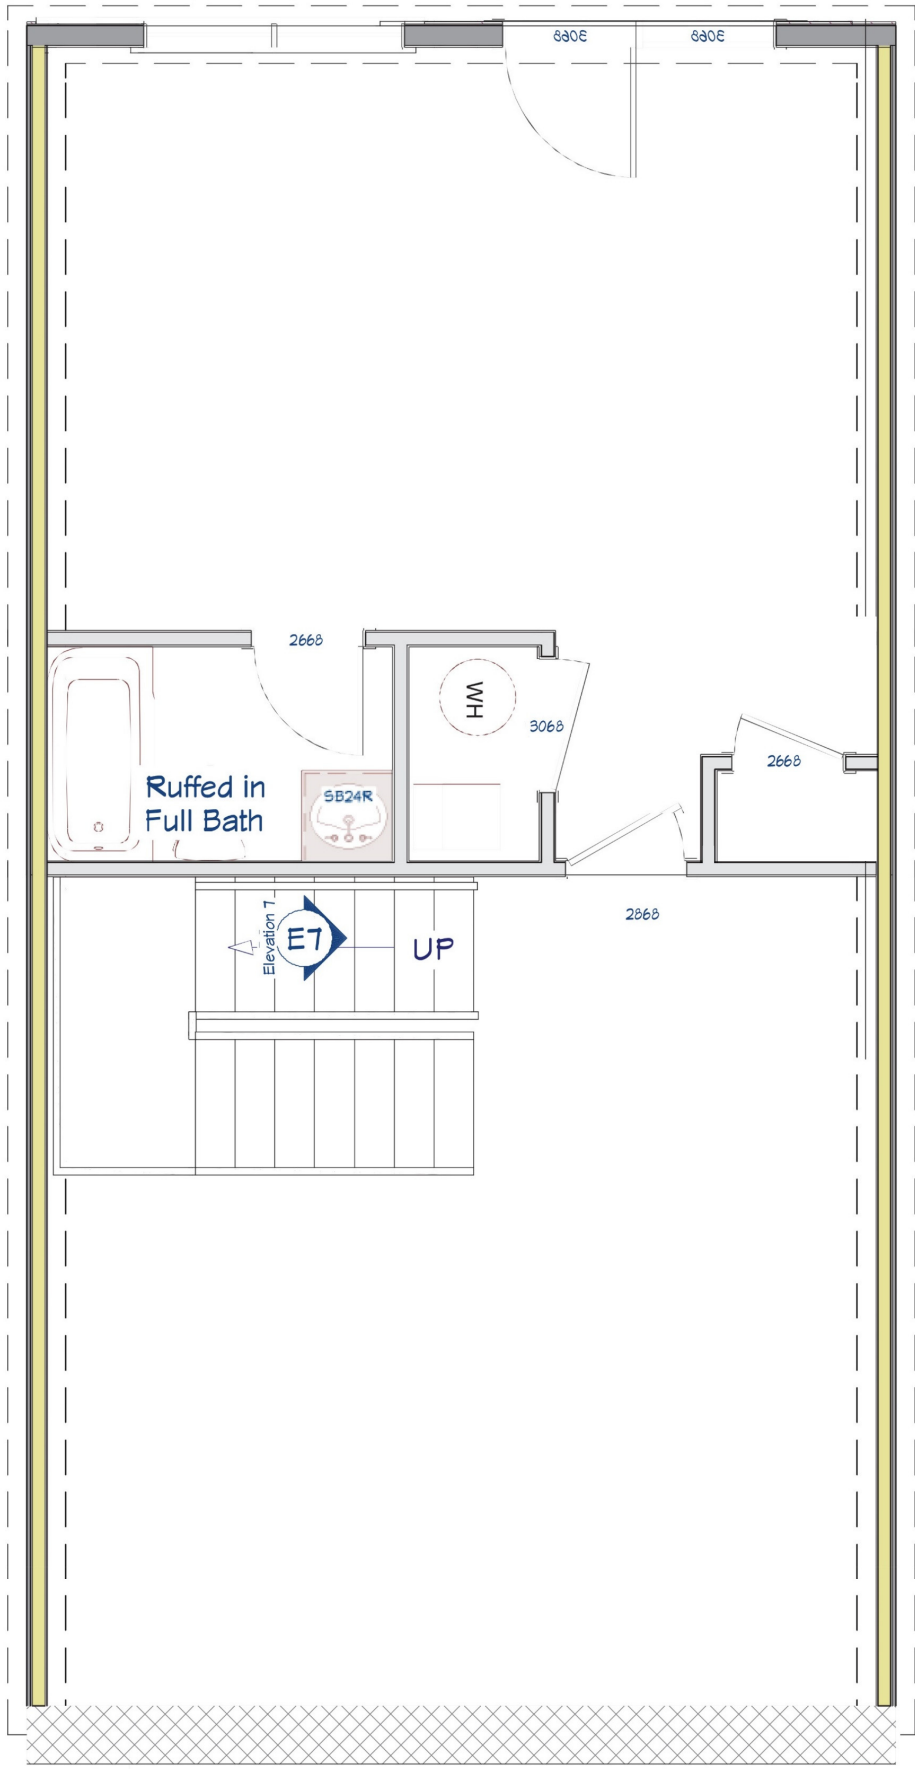 3068 3068
2668
WH
3068
2668
Ruffed in
Full Bath
SB24R
2868
Elevation 7
E7
UP